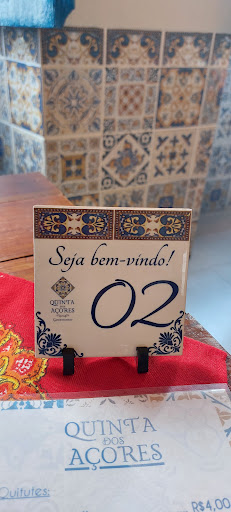 Seja bem-vindo!
QUINTA
DOS
AÇORES
02
QUINTA
DOS
AÇORES
Quitutes:
R$4,00